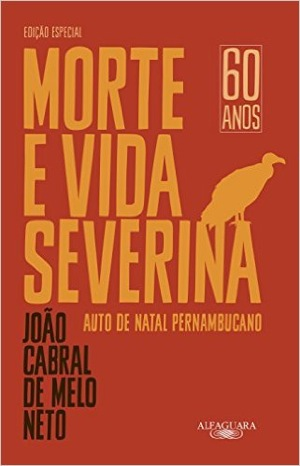 EDIÇÃO ESPECIAL
MORTE
E VIDA
SEVERINA
60
ANOS
AUTO DE NATAL PERNAMBUCANO
JOÃO
CABRAL
DE MELO
NETO
ALFAGUARA